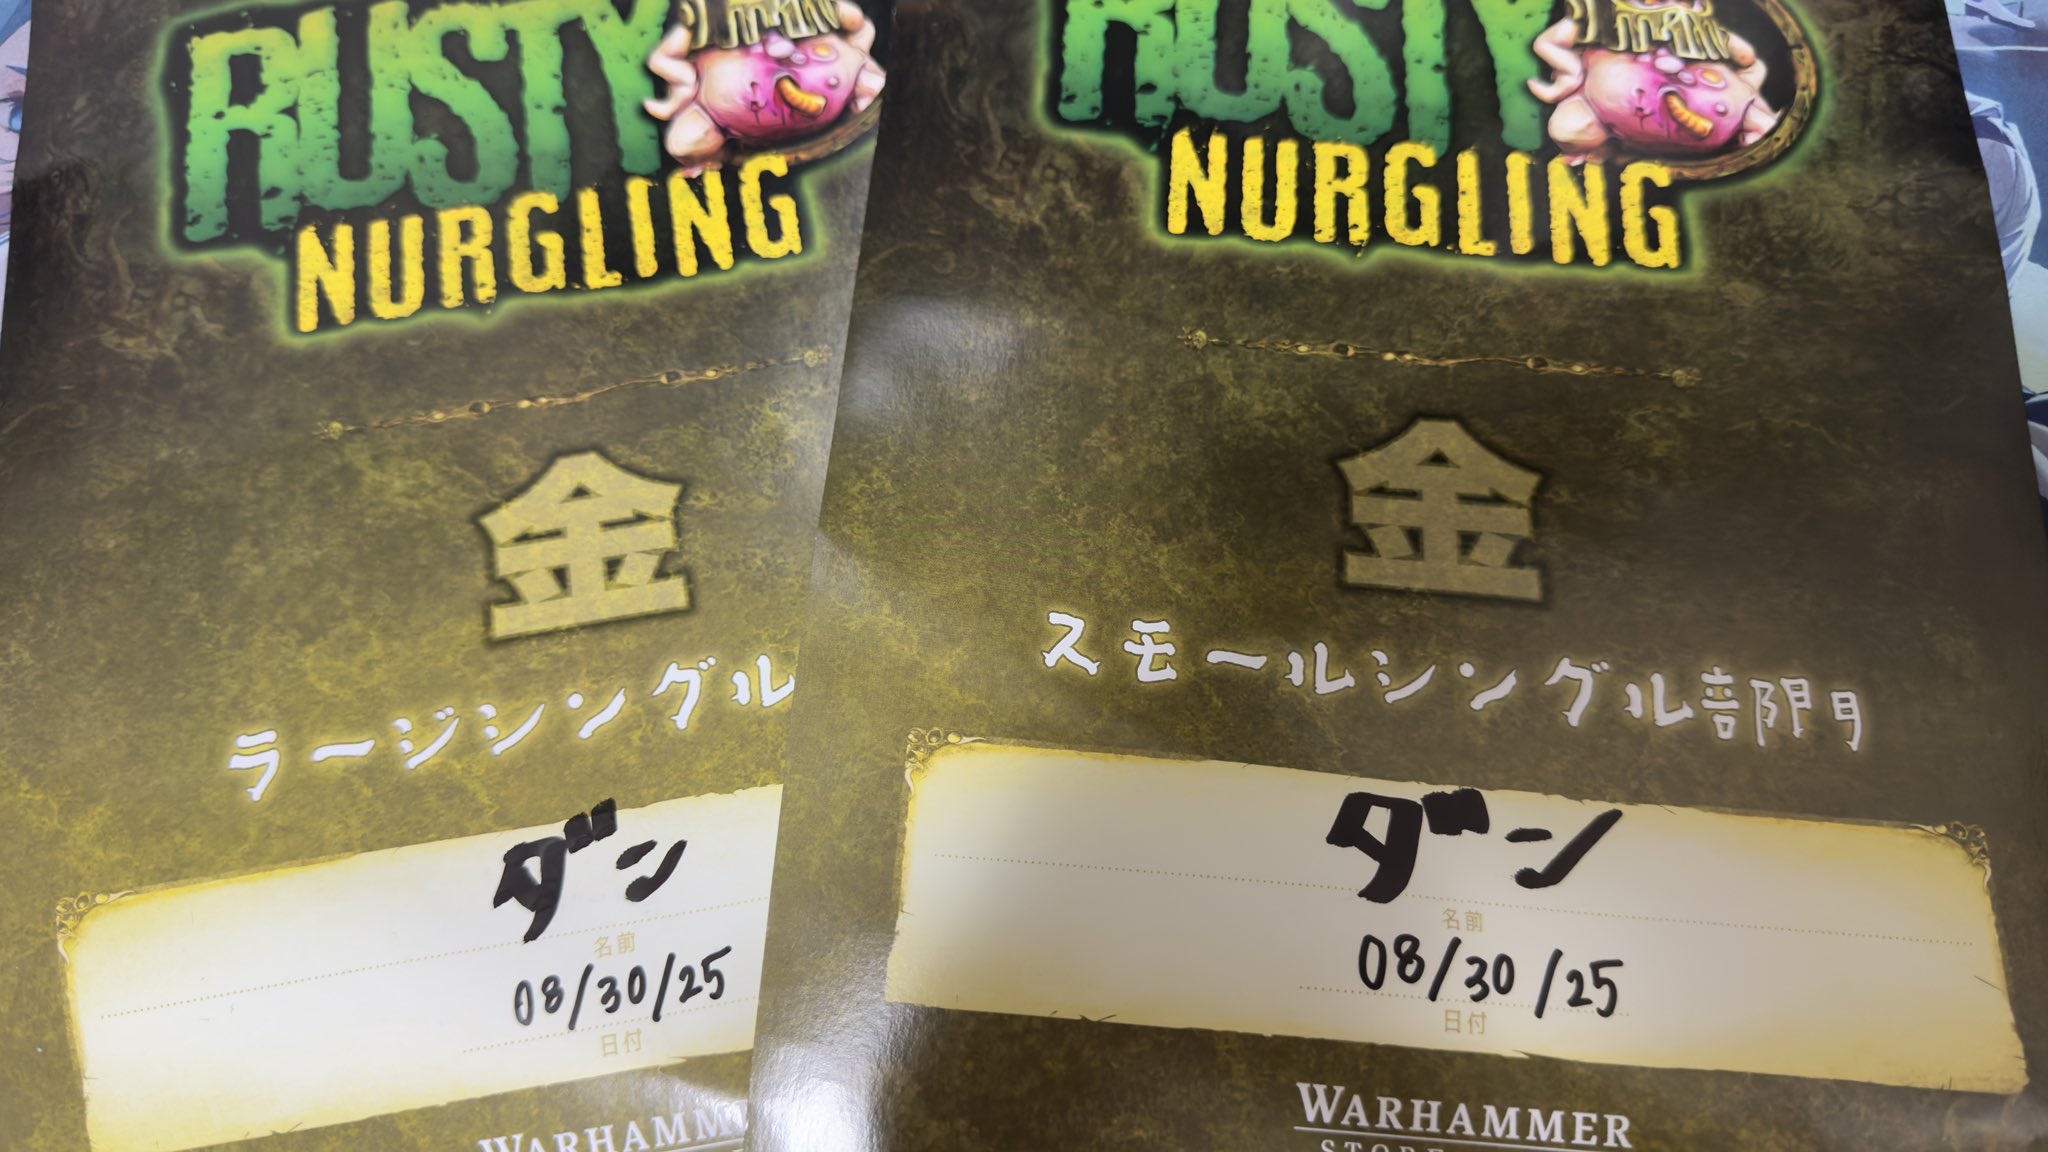 RUSTY
NURGLING
金
ラージシングル
ダン
名前
08/30/25
日付
WARHAMM
RUSTY
NURGLING
金
スモールシングル部門
ダン
名前
08/30/25
日付
WARHAMMER
STORE